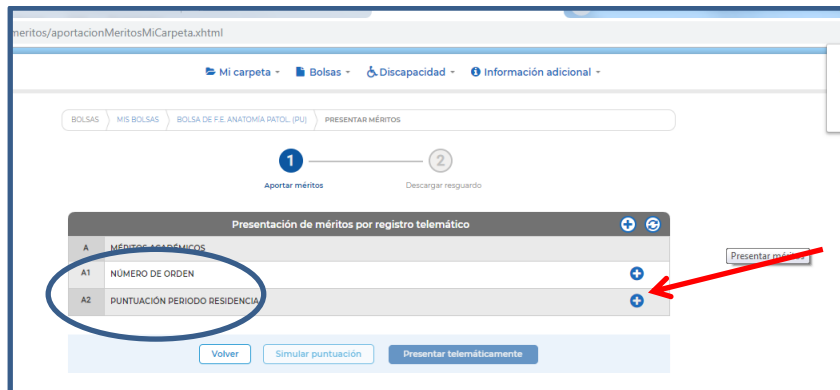 meritos/aportacionMeritosMiCarpeta.xhtml
Mi carpeta Bolsas Discapacidad Información adicional
BOLSAS MIS BOLSAS BOLSA DE F.E. ANATOMÍA PATOL. (PU) PRESENTAR MÉRITOS
1 2
Aportar méritos Descargar resguardo
Presentación de méritos por registro telemático
A MÉRITOS ACADÉMICOS
Presentar méritos
A1 NÚMERO DE ORDEN
A2 PUNTUACIÓN PERIODO RESIDENCIA
Volver Simular puntuación Presentar telemáticamente